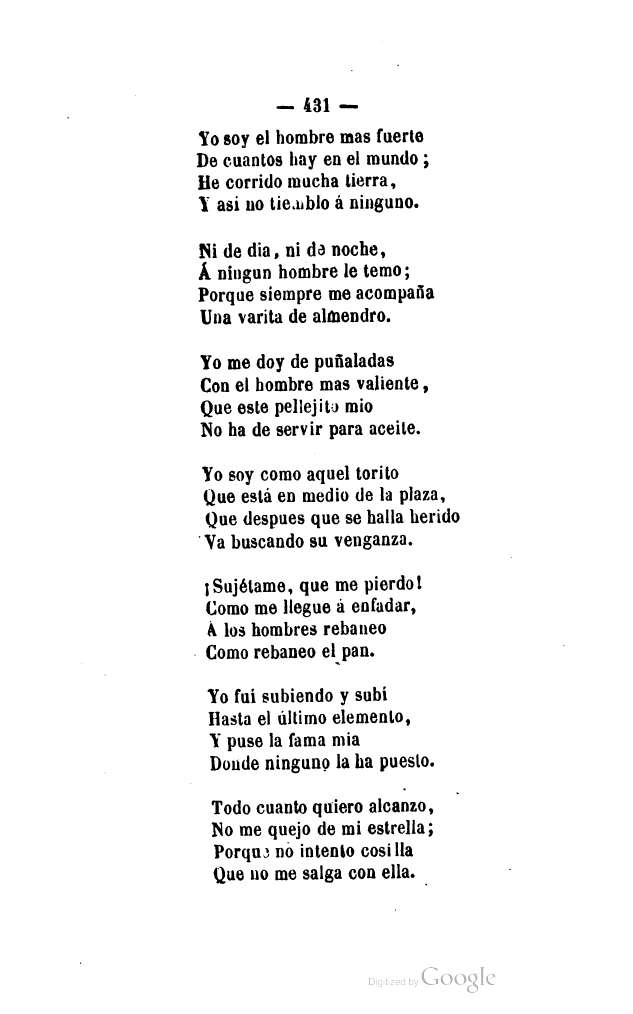 — 431 —
Yo soy el hombre mas fuerte
De cuantos hay en el mundo ;
He corrido mucha tierra,
Y asi no tiemblo á ninguno.
Ni de dia, ni de noche,
Á ningun hombre le temo;
Porque siempre me acompaña
Una varita de almendro.
Yo me doy de puñaladas
Con el hombre mas valiente,
Que este pellejito mio
No ha de servir para aceite.
Yo soy como aquel torito
Que está en medio de la plaza,
Que despues que se halla herido
Va buscando su venganza.
¡Sujétame, que me pierdo!
Como me llegue á enfadar,
Á los hombres rebaneo
Como rebaneo el pan.
Yo fui subiendo y subí
Hasta el último elemento,
Y puse la fama mia
Donde ninguno la ha puesto.
Todo cuanto quiero alcanzo,
No me quejo de mi estrella;
Porque no intento cosilla
Que no me salga con ella.
Digitized by Google